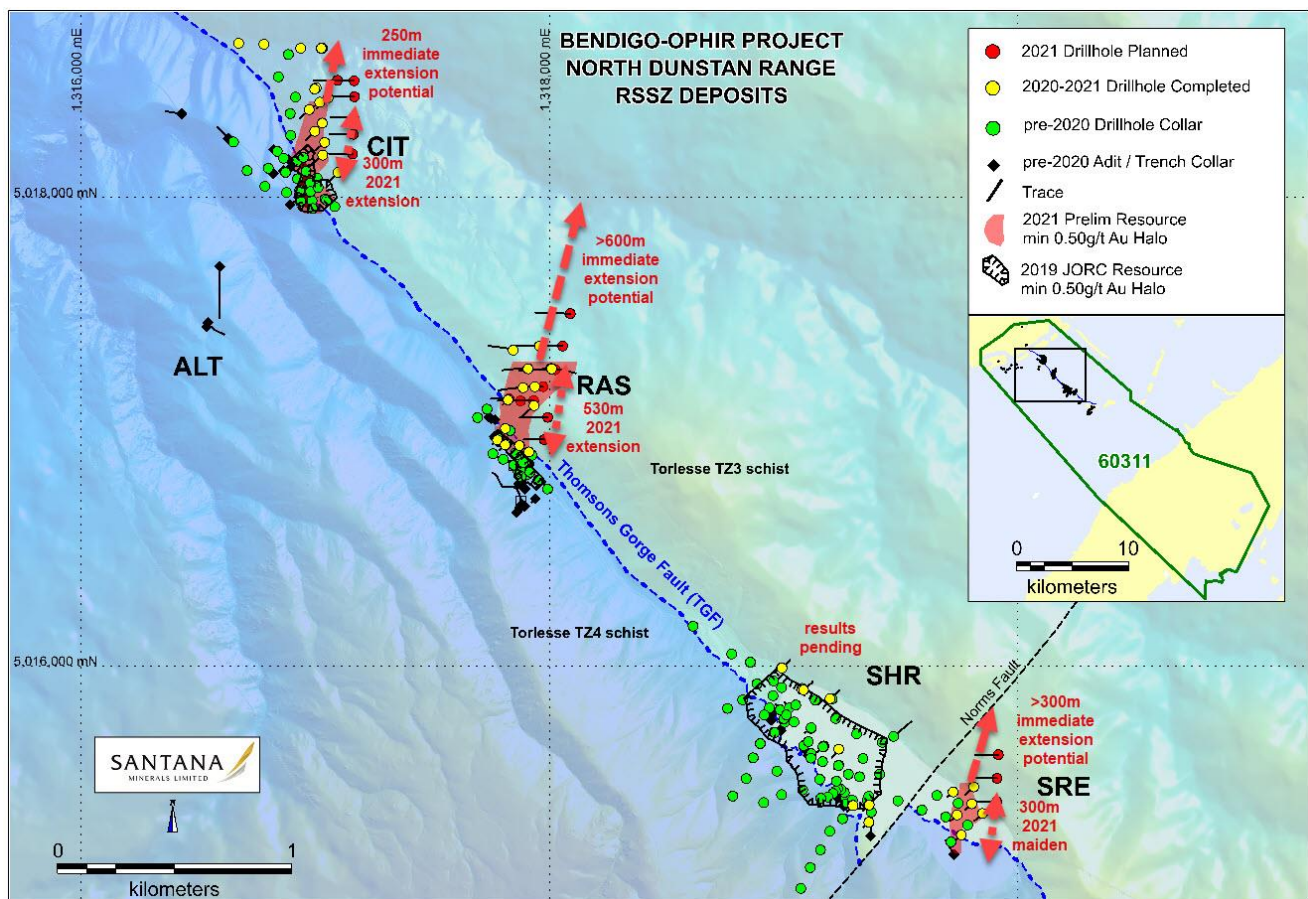 BENDIGO-OPHIR PROJECT
NORTH DUNSTAN RANGE
RSSZ DEPOSITS
1,316,000 mE
1,318,000 mE
5,018,000 mN
5,016,000 mN
250m
immediate
extension
potential
CIT
300m
2021
extension
ALT
>600m
immediate
extension
potential
RAS
530m
2021
extension
Torlesse TZ3 schist
Thomsons Gorge Fault (TGF)
Torlesse TZ4 schist
results
pending
SHR
Norms Fault
>300m
immediate
extension
potential
SRE
300m
2021
maiden
2021 Drillhole Planned
2020-2021 Drillhole Completed
pre-2020 Drillhole Collar
pre-2020 Adit / Trench Collar
Trace
2021 Prelim Resource
min 0.50g/t Au Halo
2019 JORC Resource
min 0.50g/t Au Halo
60311
0 10
kilometers
SANTANA
MINERALS LIMITED
0 1
kilometers